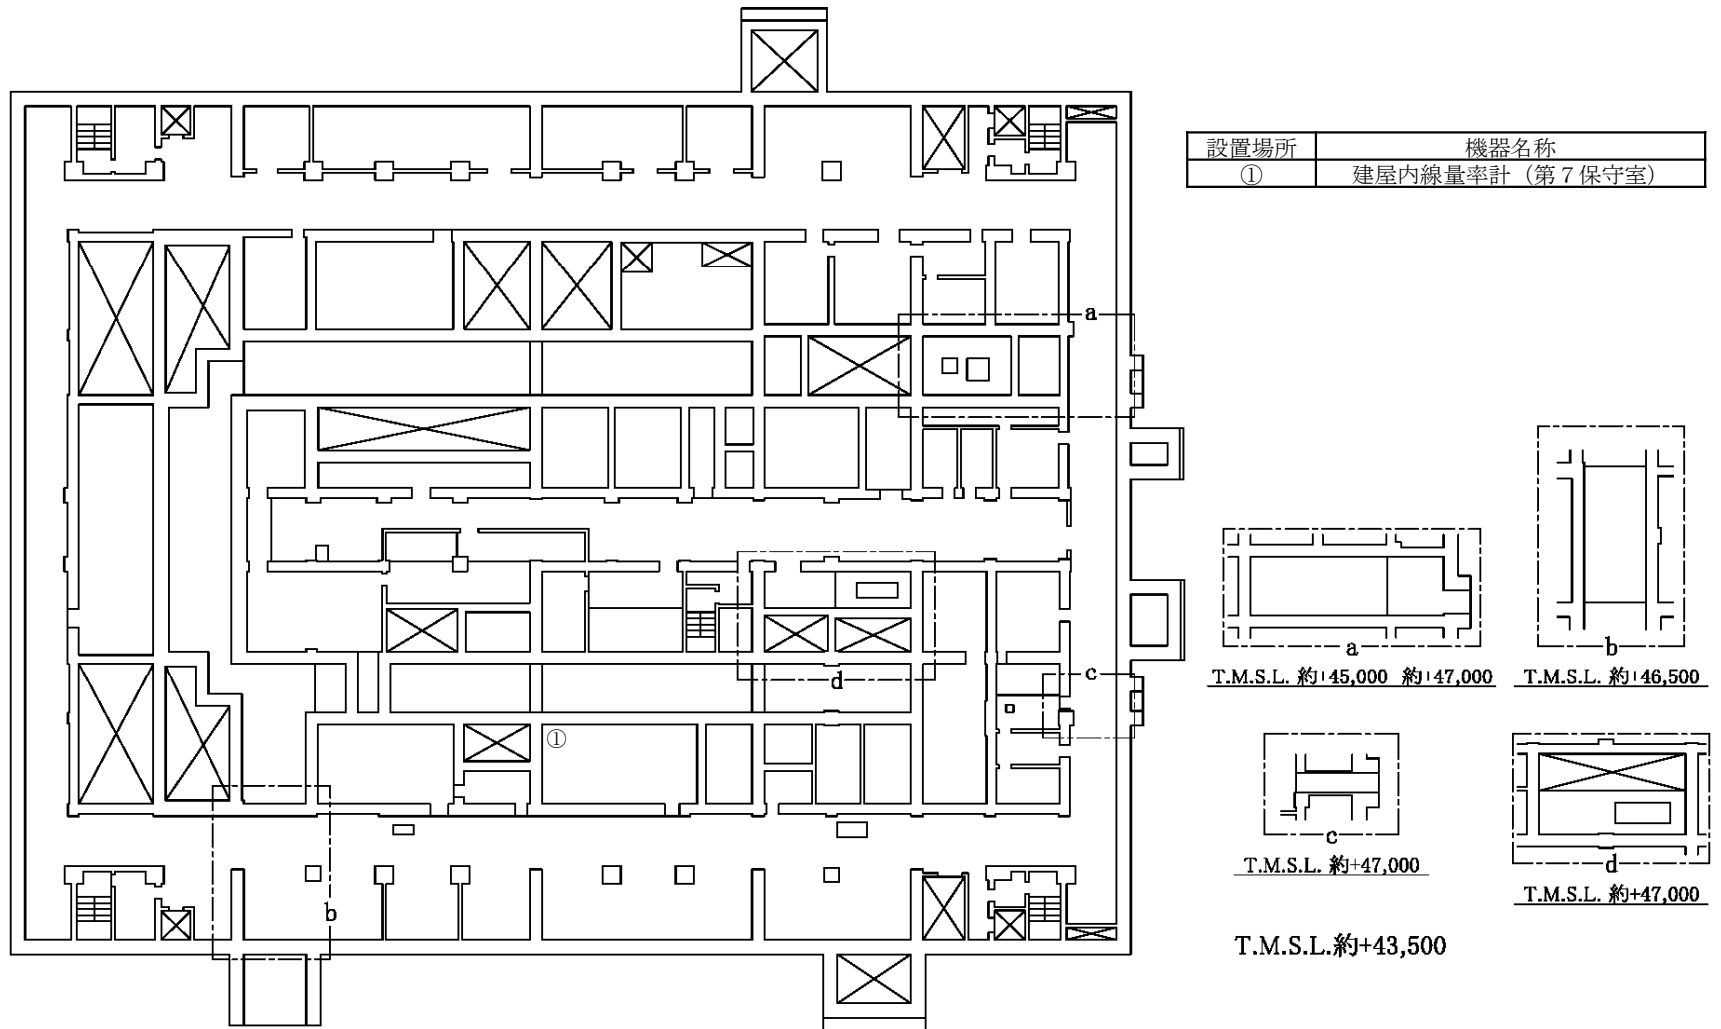 設置場所 機器名称
① 建屋内線量率計（第７保守室）
a
a
T.M.S.L. 約+45,000 約+47,000
b
T.M.S.L. 約+46,500
c
d
①
c
T.M.S.L. 約+47,000
d
T.M.S.L. 約+47,000
b
T.M.S.L.約+43,500